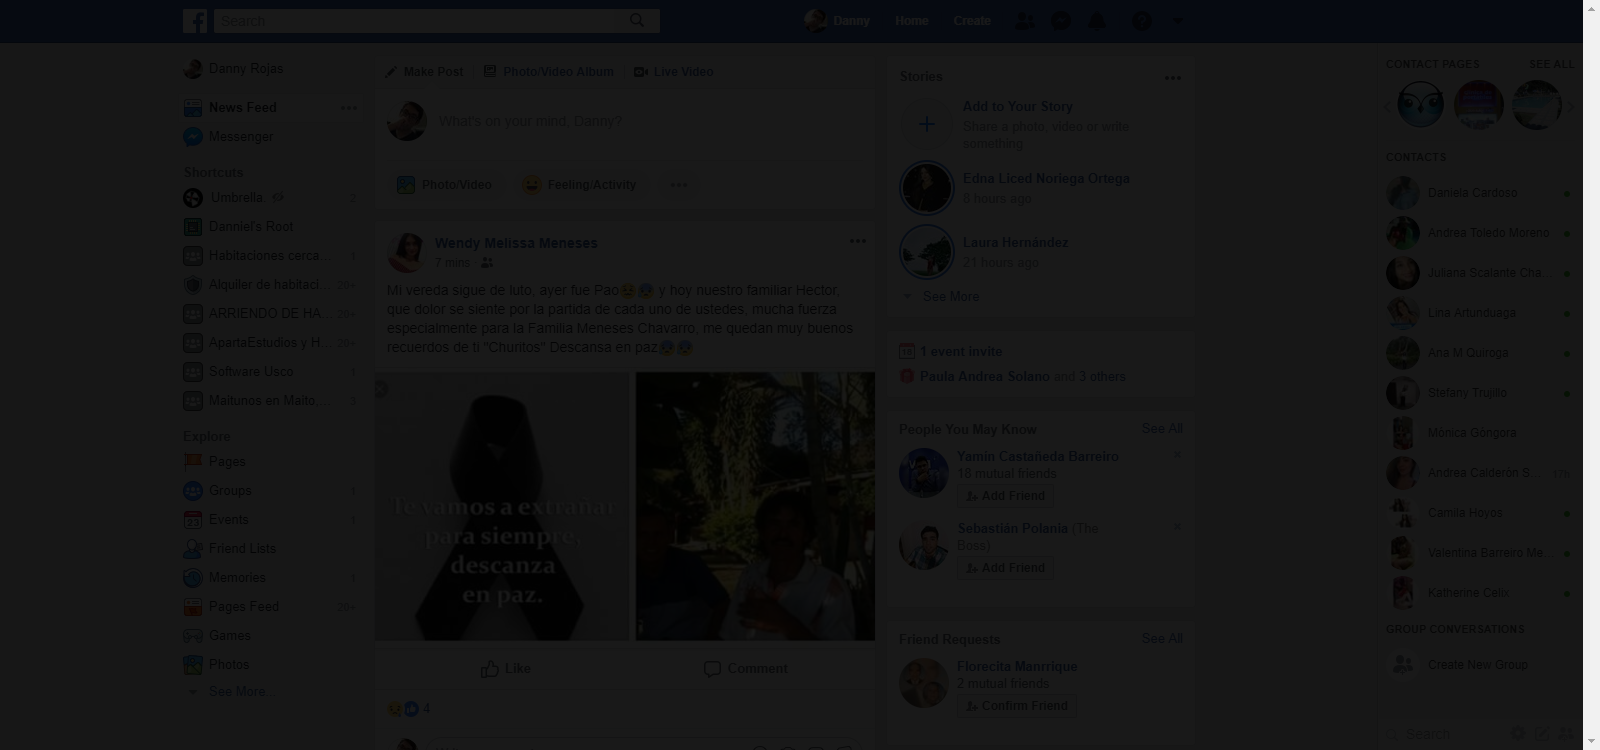 Search
Danny
Home
Create
Danny Rojas
News Feed
Messenger
Shortcuts
Umbrella.
2
Danniel's Root
Habitaciones cerca...
Alquiler de habitaci...
20+
ARRIENDO DE HA...
20+
ApartaEstudios y H...
20+
Software Usco
Maitunos en Maito,...
Explore
Pages
Groups
Events
Friend Lists
Memories
Pages Feed
20+
Games
Photos
See More...
Make Post
Photo/Video Album
Live Video
What's on your mind, Danny?
Photo/Video
Feeling/Activity
Wendy Melissa Meneses
7 mins
Mi vereda sigue de luto. ayer fue Pao😢😰 y hoy nuestro familiar Hector.
que dolor se siente por la partida de cada uno de ustedes, mucha fuerza
especialmente para la Familia Meneses Chavarro, me quedan muy buenos
recuerdos de ti "Churitos" Descansa en paz😰😰
Te vamos a extrañar
para siempre,
descanza
en paz.
Like
Comment
4
Stories
Add to Your Story
Share a photo, video or write
something
Edna Liced Noriega Ortega
8 hours ago
Laura Hernández
21 hours ago
See More
1 event invite
Paula Andrea Solano and 3 others
People You May Know
See All
Yamin Castañeda Barreiro
18 mutual friends
Add Friend
Sebastián Polania (The
Boss)
Add Friend
Friend Requests
See All
Florecita Manrrique
2 mutual friends
Confirm Friend
CONTACT PAGES
SEE ALL
CONTACTS
Daniela Cardoso
Andrea Toledo Moreno
Juliana Scalante Cha...
Lina Artunduaga
Ana M Quiroga
Stefany Trujillo
Mónica Góngora
Andrea Calderón S...
Camila Hoyos
Valentina Barreiro Me...
Katherine Celix
GROUP CONVERSATIONS
Create New Group
Search